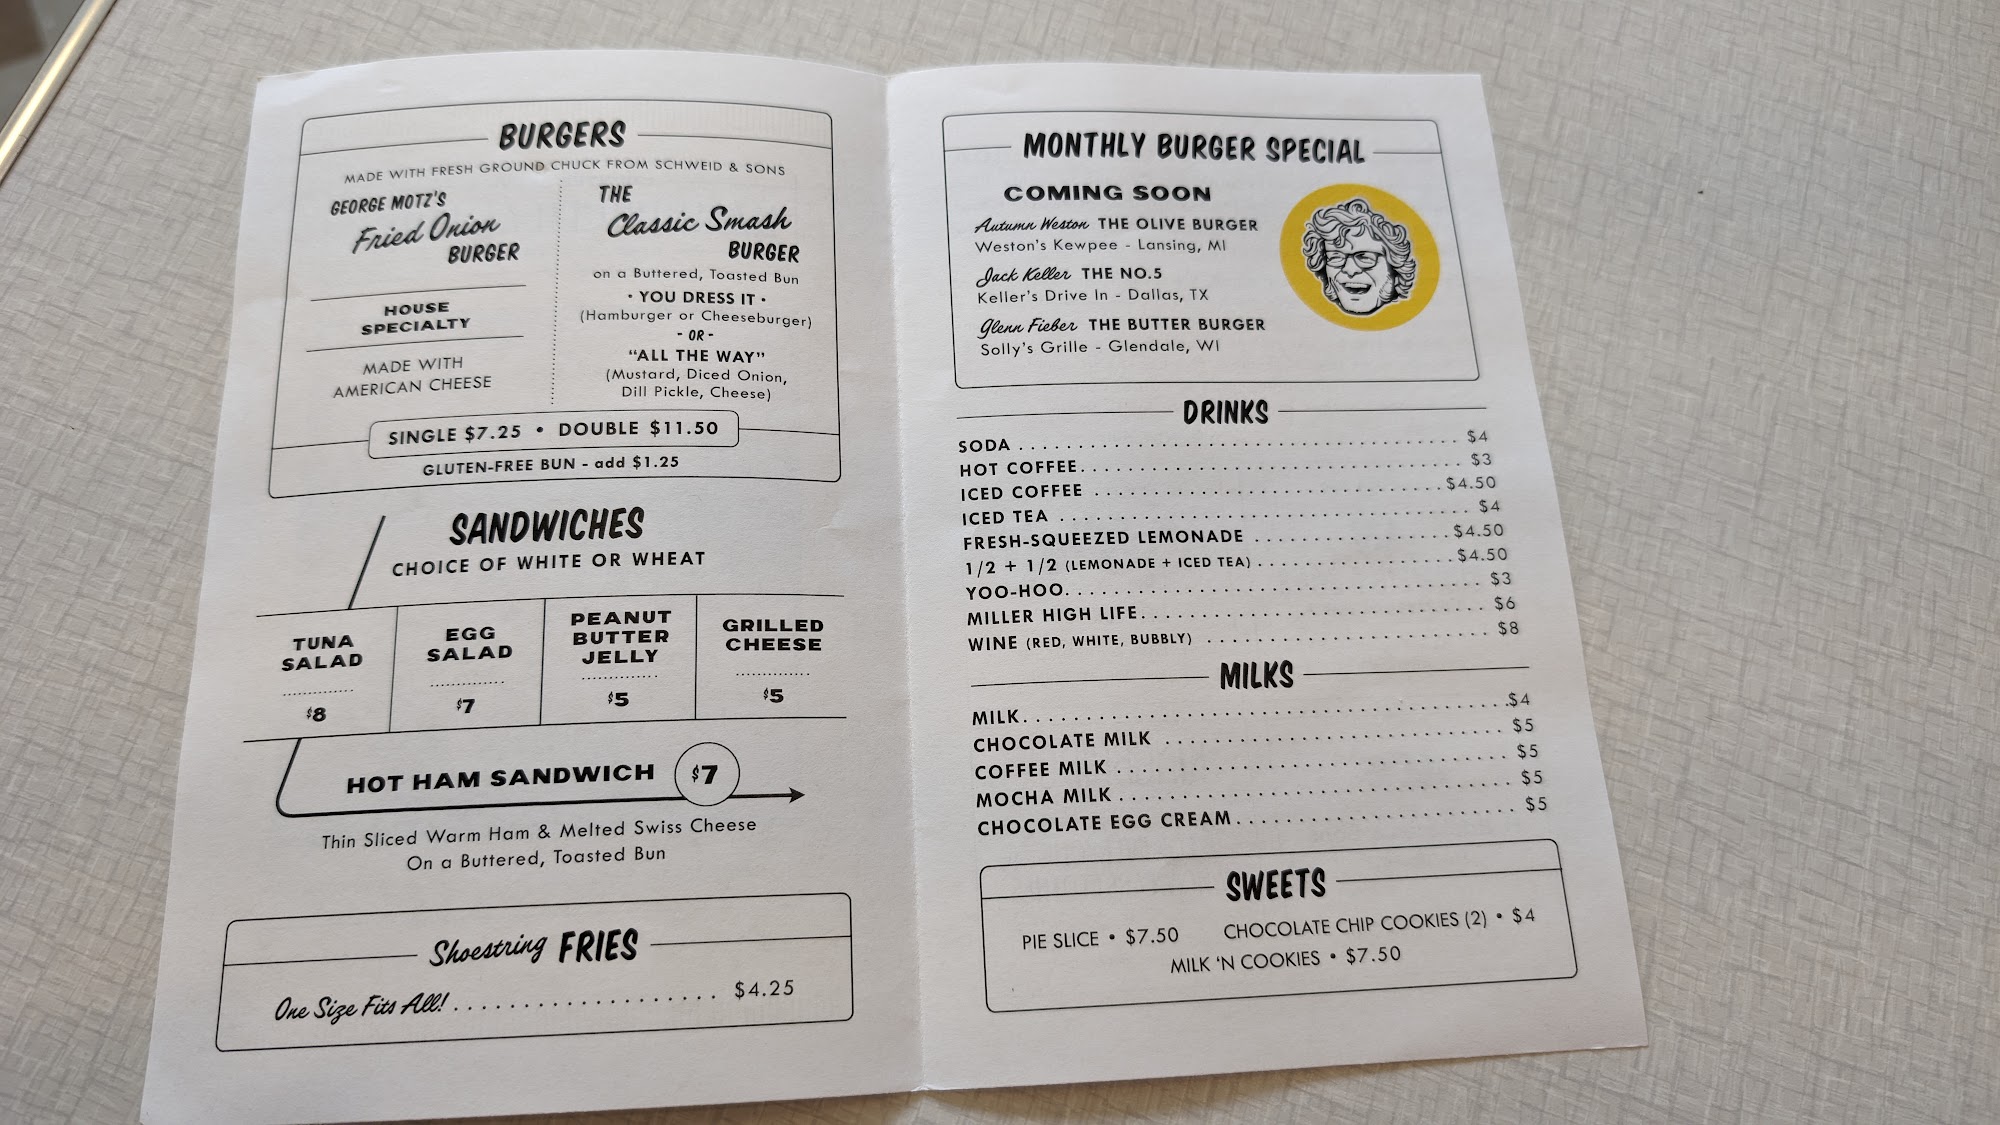 BURGERS
MADE WITH FRESH GROUND CHUCK FROM SCHWEID & SONS
GEORGE MOTZ'S
Fried Onion
BURGER
HOUSE
SPECIALTY
MADE WITH
AMERICAN CHEESE
THE
Classic Smash
BURGER
on a Buttered, Toasted Bun
• YOU DRESS IT •
(Hamburger or Cheeseburger)
- OR -
"ALL THE WAY"
(Mustard, Diced Onion,
Dill Pickle, Cheese)
SINGLE $7.25 • DOUBLE $11.50
GLUTEN-FREE BUN - add $1.25
SANDWICHES
CHOICE OF WHITE OR WHEAT
TUNA
SALAD
$8
EGG
SALAD
$7
PEANUT
BUTTER
JELLY
$5
GRILLED
CHEESE
$5
HOT HAM SANDWICH $7
Thin Sliced Warm Ham & Melted Swiss Cheese
On a Buttered, Toasted Bun
Shoestring FRIES
One Size Fits All! . . . . . . . . . . . . . . . . . . . . $4.25
MONTHLY BURGER SPECIAL
COMING SOON
Autumn Weston THE OLIVE BURGER
Weston's Kewpee - Lansing, MI
Jack Keller THE NO.5
Keller's Drive In - Dallas, TX
Glenn Fieber THE BUTTER BURGER
Solly's Grille - Glendale, WI
DRINKS
SODA . . . . . . . . . . $4
HOT COFFEE. . . . . . . . . . $3
ICED COFFEE . . . . . . . . . . $4.50
ICED TEA . . . . . . . . . . $4
FRESH-SQUEEZED LEMONADE . . . . . . . . . . $4.50
1/2 + 1/2 (LEMONADE + ICED TEA) . . . . . . . . . . $4.50
YOO-HOO. . . . . . . . . . $3
MILLER HIGH LIFE. . . . . . . . . . $6
WINE (RED, WHITE, BUBBLY) . . . . . . . . . . $8
MILKS
MILK. . . . . . . . . . $4
CHOCOLATE MILK . . . . . . . . . . $5
COFFEE MILK . . . . . . . . . . $5
MOCHA MILK . . . . . . . . . . $5
CHOCOLATE EGG CREAM. . . . . . . . . . $5
SWEETS
PIE SLICE • $7.50 CHOCOLATE CHIP COOKIES (2) • $4
MILK 'N COOKIES • $7.50